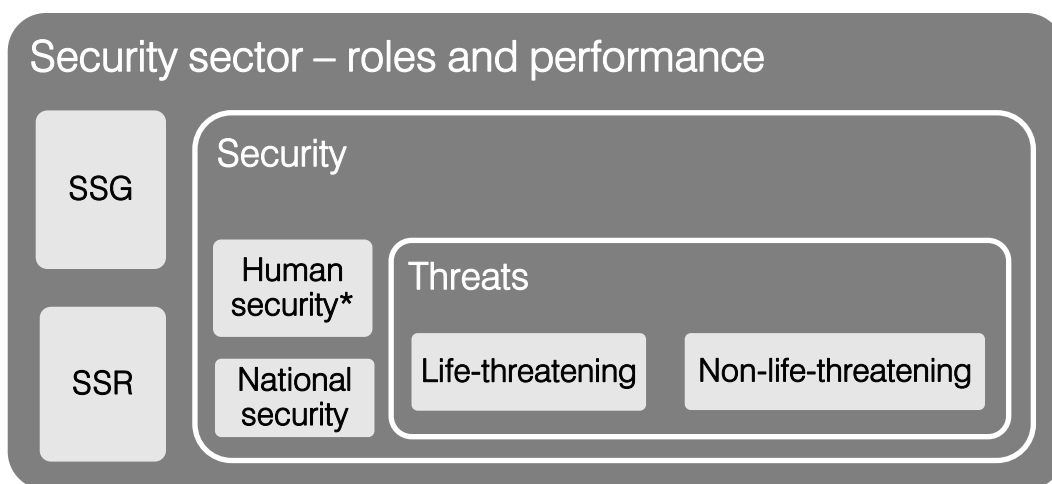 Security sector – roles and performance
SSG
Security
Human
security*
Threats
Life-threatening
Non-life-threatening
SSR
National
security